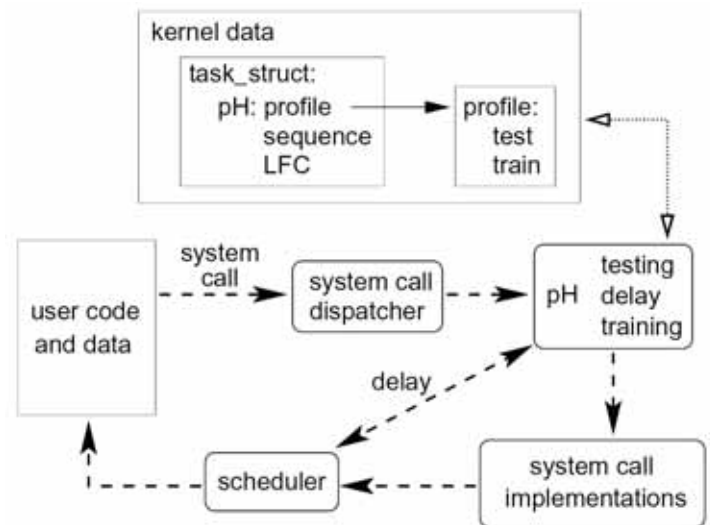 kernel data
task_struct:
pH: profile
sequence
LFC
profile:
test
train
system
call
system call
dispatcher
testing
pH delay
training
user code
and data
delay
scheduler
system call
implementations